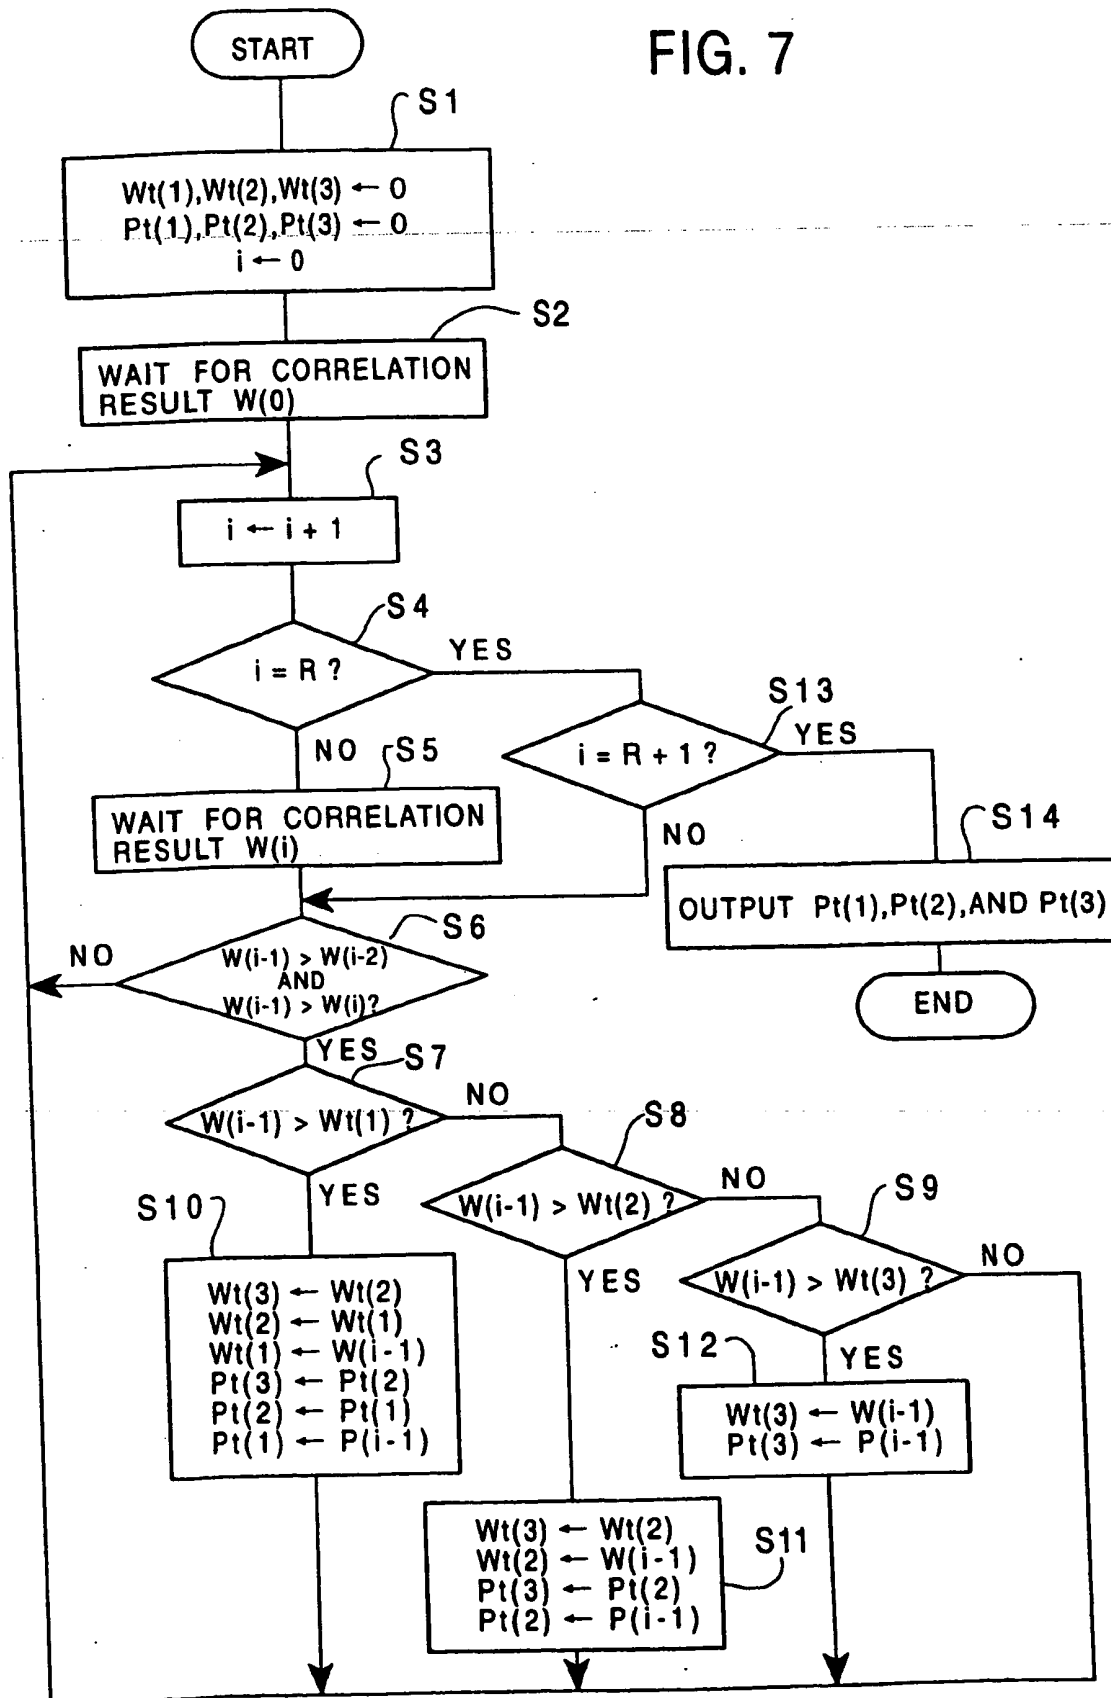 FIG. 7
START
S1
Wt(1),Wt(2),Wt(3) ← 0
Pt(1),Pt(2),Pt(3) ← 0
i ← 0
S2
WAIT FOR CORRELATION
RESULT W(0)
S3
i ← i + 1
S4
i = R ?
YES
NO
S13
i = R + 1 ?
YES
NO
S5
WAIT FOR CORRELATION
RESULT W(i)
S14
OUTPUT Pt(1),Pt(2),AND Pt(3)
END
S6
W(i-1) > W(i-2)
AND
W(i-1) > W(i)?
NO
YES
S7
W(i-1) > Wt(1) ?
NO
YES
S8
W(i-1) > Wt(2) ?
NO
YES
S9
W(i-1) > Wt(3) ?
NO
YES
S10
Wt(3) ← Wt(2)
Wt(2) ← Wt(1)
Wt(1) ← W(i-1)
Pt(3) ← Pt(2)
Pt(2) ← Pt(1)
Pt(1) ← P(i-1)
S12
Wt(3) ← W(i-1)
Pt(3) ← P(i-1)
S11
Wt(3) ← Wt(2)
Wt(2) ← W(i-1)
Pt(3) ← Pt(2)
Pt(2) ← P(i-1)